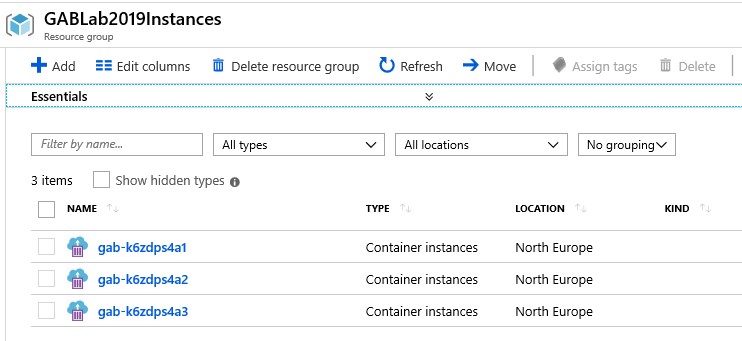 GABLab2019Instances
Resource group
Add Edit columns Delete resource group Refresh Move Assign tags Delete
Essentials
Filter by name... All types All locations No grouping
3 items Show hidden types
NAME TYPE LOCATION KIND
gab-k6zdps4a1 Container instances North Europe
gab-k6zdps4a2 Container instances North Europe
gab-k6zdps4a3 Container instances North Europe